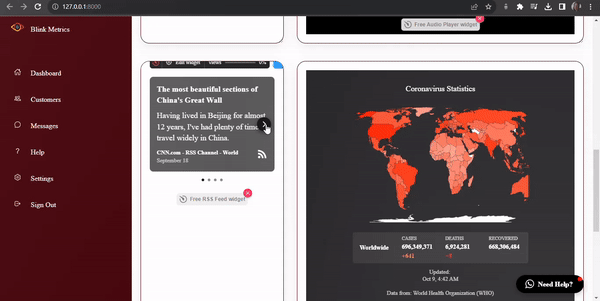 127.0.0.1:8000
Blink Metrics
Dashboard
Customers
Messages
Help
Settings
Sign Out
Free Audio Player widget
Edit widget
Views
The most beautiful sections of
China's Great Wall
Having lived in Beijing for almost
12 years, I've had plenty of time
travel widely in China.
CNN.com - RSS Channel - World
September 18
Free RSS Feed widget
Coronavirus Statistics
Worldwide
CASES
696,349,371
+641
DEATHS
6,924,281
RECOVERED
668,306,484
Updated:
Oct 9, 4:42 AM
Data from: World Health Organization (WHO)
Need Help?